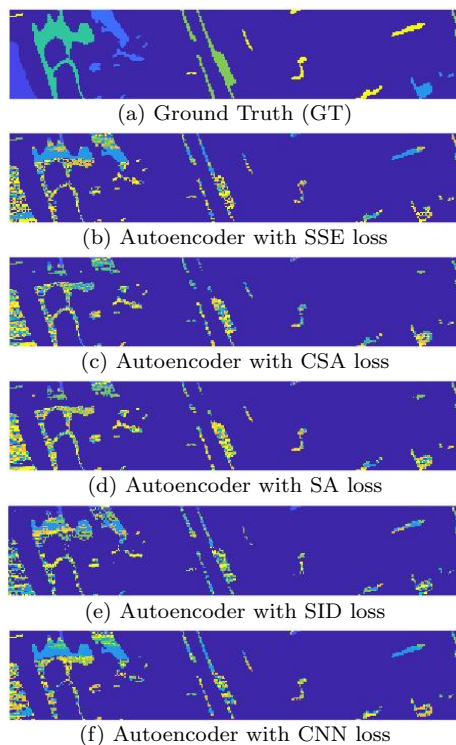 (a) Ground Truth (GT)
(b) Autoencoder with SSE loss
(c) Autoencoder with CSA loss
(d) Autoencoder with SA loss
(e) Autoencoder with SID loss
(f) Autoencoder with CNN loss